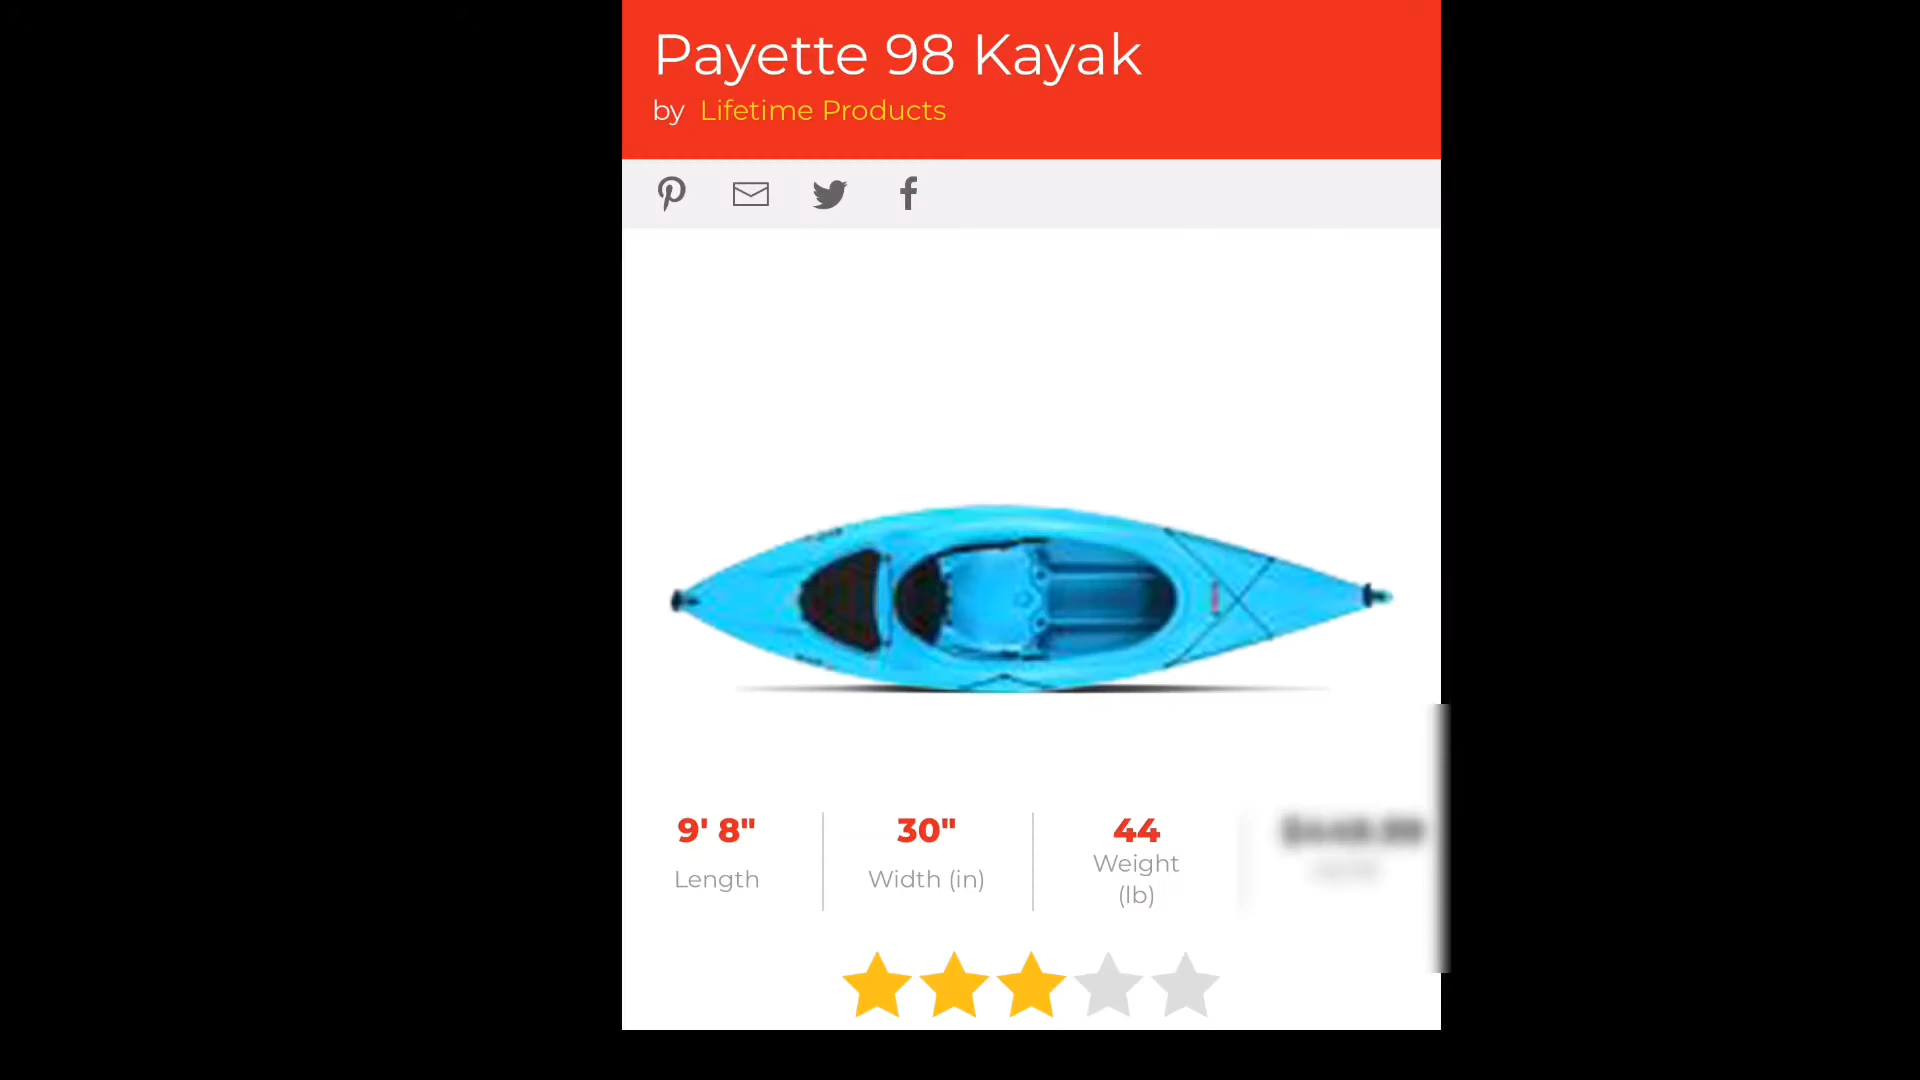 Payette 98 Kayak
by Lifetime Products
9' 8"
30"
44
Length
Width (in)
Weight
(lb)